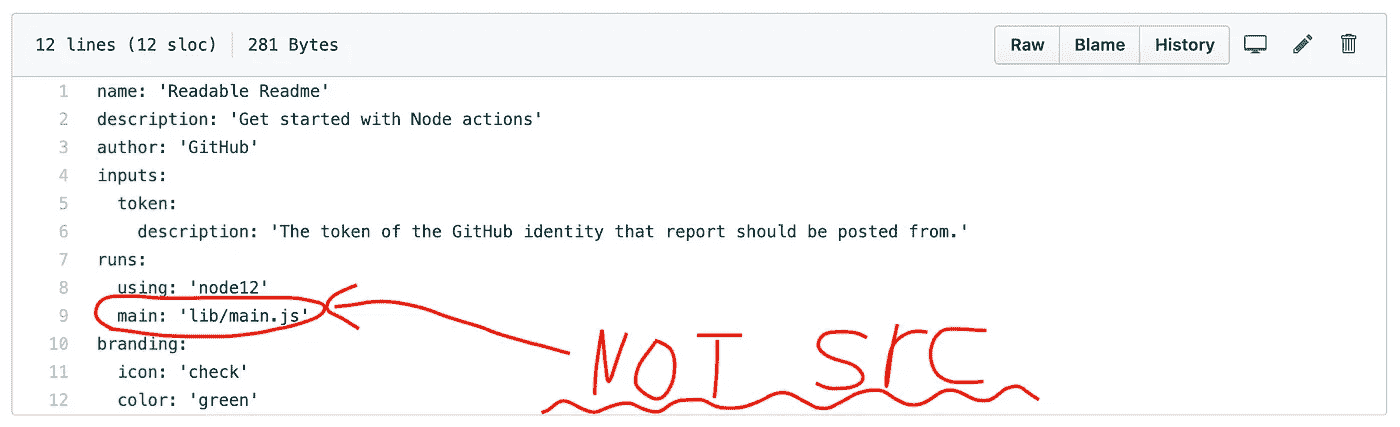 12 lines (12 sloc) 281 Bytes Raw Blame History
1 name: 'Readable Readme'
2 description: 'Get started with Node actions'
3 author: 'GitHub'
4 inputs:
5   token:
6     description: 'The token of the GitHub identity that report should be posted from.'
7 runs:
8   using: 'node12'
9   main: 'lib/main.js'
10 branding:
11   icon: 'check'
12   color: 'green'
NOT src